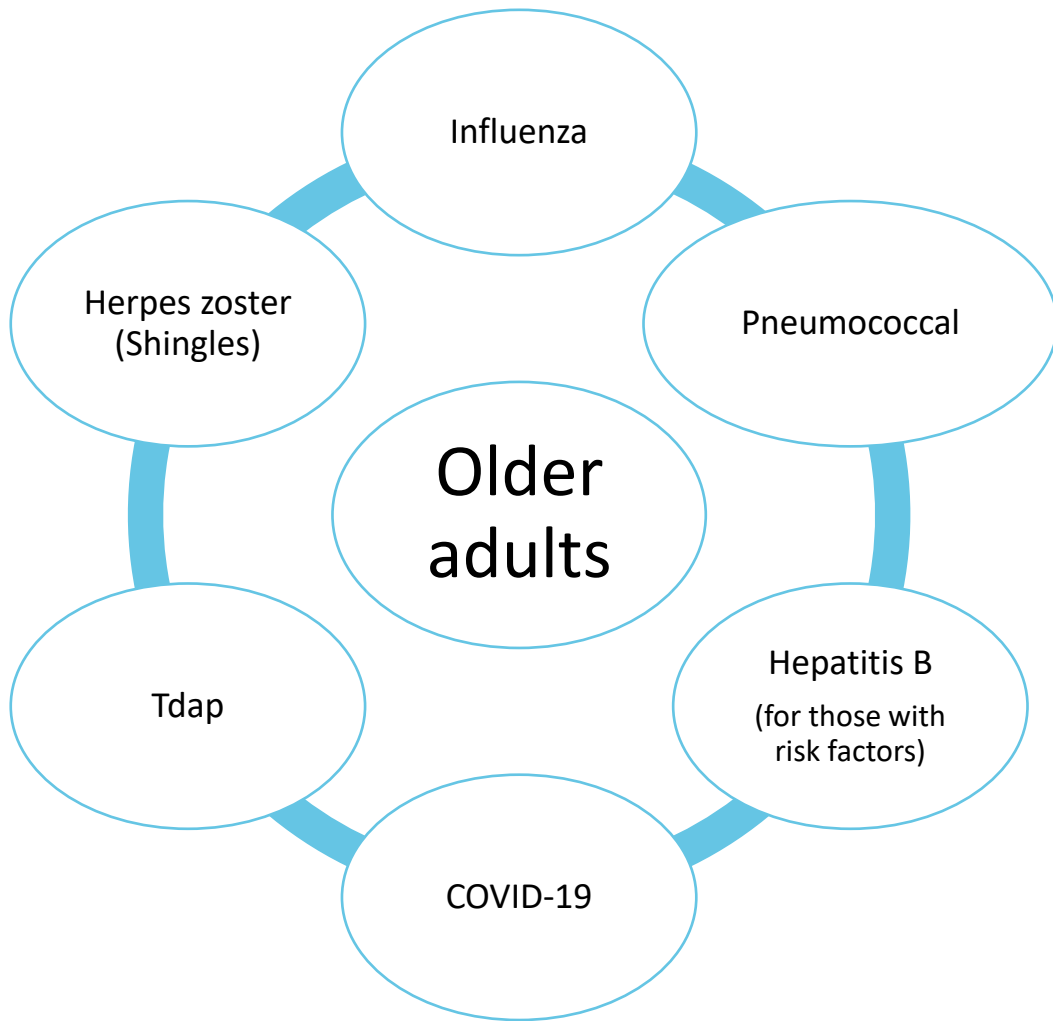 Influenza
Pneumococcal
Hepatitis B
(for those with
risk factors)
COVID-19
Tdap
Herpes zoster
(Shingles)
Older
adults